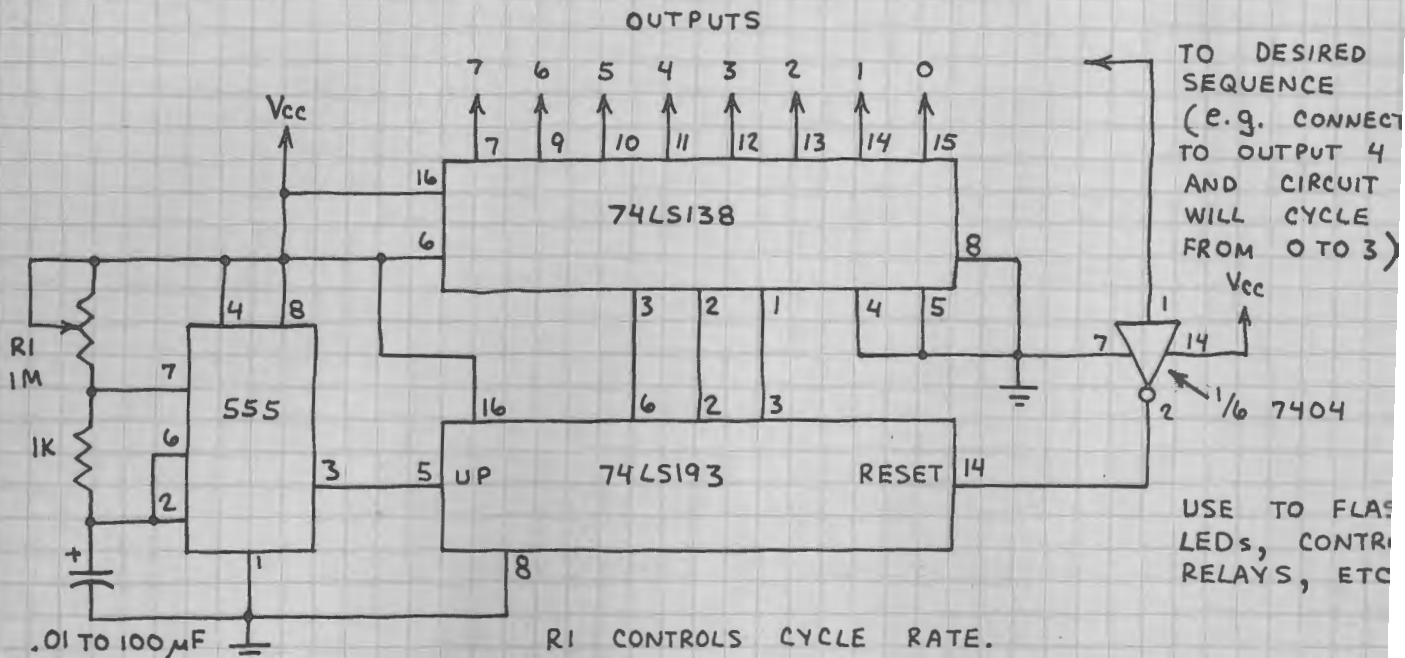 OUTPUTS
7 6 5 4 3 2 1 0
7 9 10 11 12 13 14 15
Vcc
16
74LS138
6
8
3 2 1 4 5
TO DESIRED
SEQUENCE
(e.g. CONNECT
TO OUTPUT 4
AND CIRCUIT
WILL CYCLE
FROM 0 TO 3)
Vcc
1
7
14
2
1/6 7404
4 8
R1
1M
7
555
1K
6
2
3
1
+
.01 TO 100 µF
16 6 2 3
5 UP 74LS193 RESET 14
8
USE TO
LEDs,
RELAYS,
R1 CONTROLS CYCLE RATE.